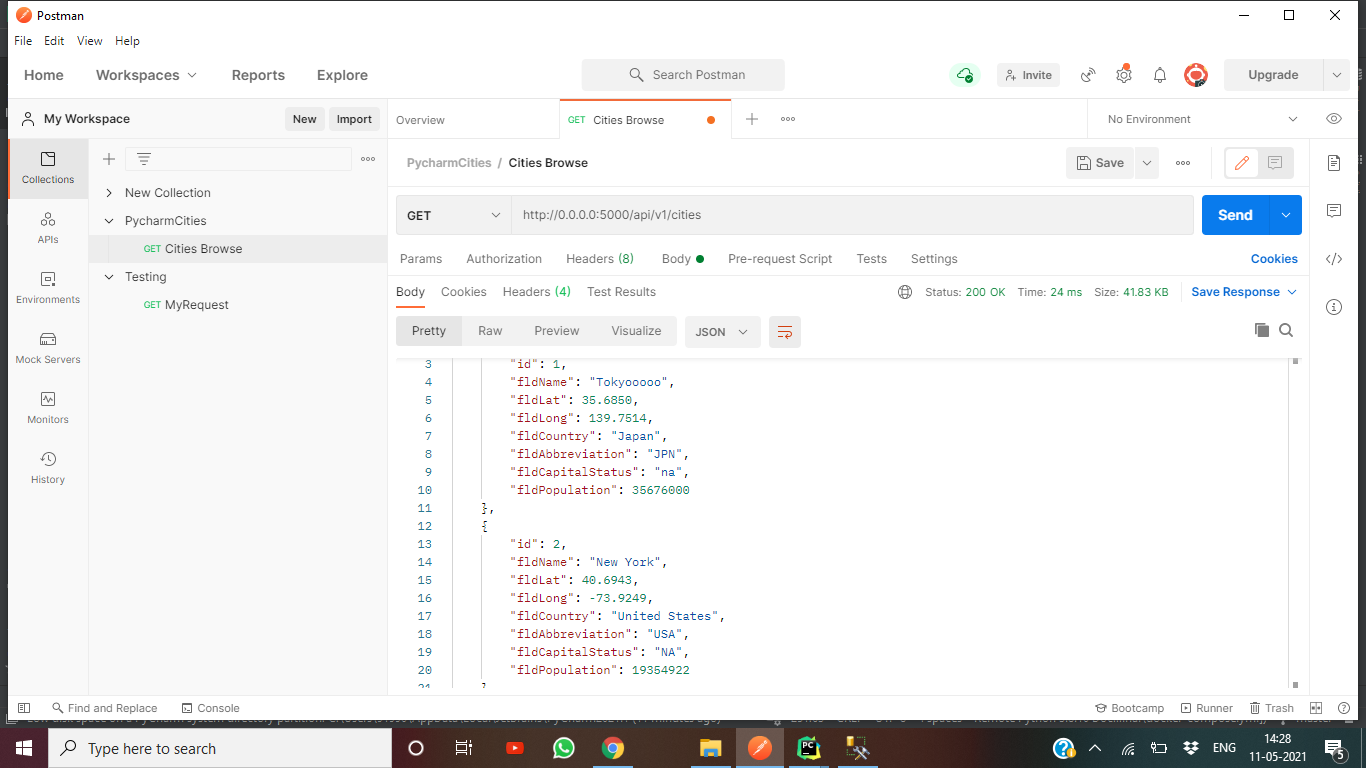 Postman
File Edit View Help
Home Workspaces Reports Explore Search Postman Invite Upgrade
My Workspace New Import
Overview GET Cities Browse No Environment
PycharmCities / Cities Browse Save
GET http://0.0.0.0:5000/api/v1/cities Send
Params Authorization Headers (8) Body Pre-request Script Tests Settings Cookies
Body Cookies Headers (4) Test Results Status: 200 OK Time: 24 ms Size: 41.83 KB Save Response
Pretty Raw Preview Visualize JSON
Collections
APIs
Environments
Mock Servers
Monitors
History
New Collection
PycharmCities
GET Cities Browse
Testing
GET MyRequest
3 "id": 1,
4 "fldName": "Tokyooooo",
5 "fldLat": 35.6850,
6 "fldLong": 139.7514,
7 "fldCountry": "Japan",
8 "fldAbbreviation": "JPN",
9 "fldCapitalStatus": "na",
10 "fldPopulation": 35676000
11 },
12 {
13 "id": 2,
14 "fldName": "New York",
15 "fldLat": 40.6943,
16 "fldLong": -73.9249,
17 "fldCountry": "United States",
18 "fldAbbreviation": "USA",
19 "fldCapitalStatus": "NA",
20 "fldPopulation": 19354922
21
Find and Replace Console Bootcamp Runner Trash
Type here to search PC ENG 14:28
11-05-2021 5